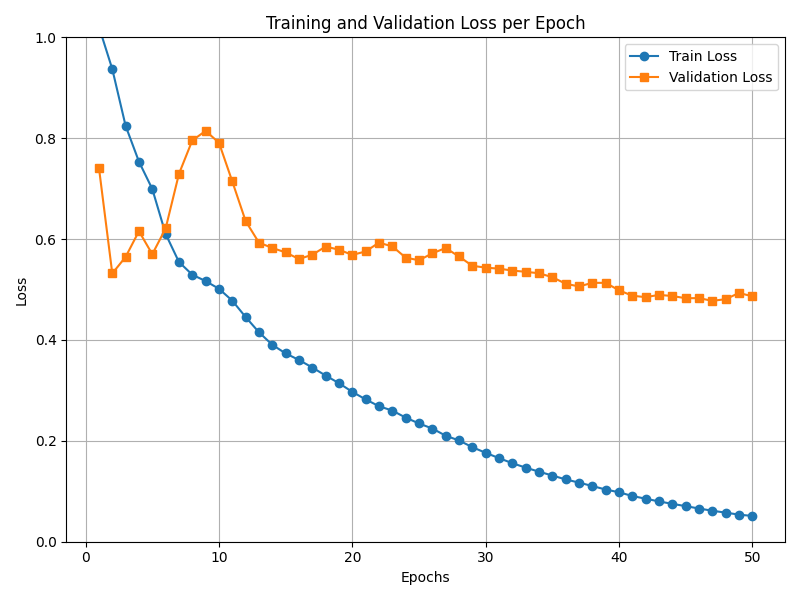 Training and Validation Loss per Epoch
Train Loss
Validation Loss
Loss
1.0
0.8
0.6
0.4
0.2
0.0
0 10 20 30 40 50
Epochs